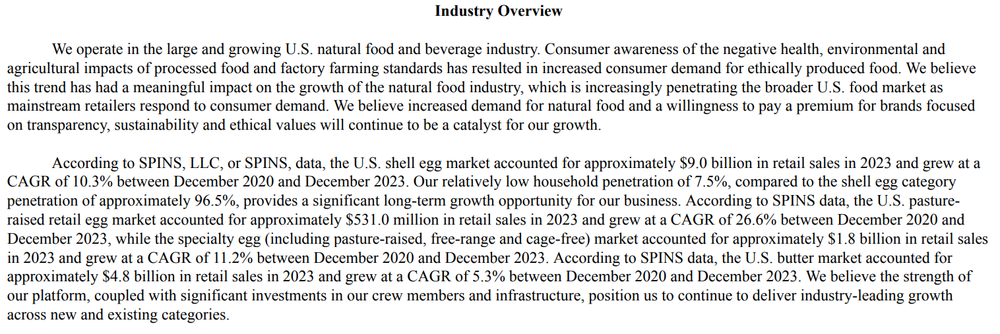 Industry Overview
We operate in the large and growing U.S. natural food and beverage industry. Consumer awareness of the negative health, environmental and
agricultural impacts of processed food and factory farming standards has resulted in increased consumer demand for ethically produced food. We believe
this trend has had a meaningful impact on the growth of the natural food industry, which is increasingly penetrating the broader U.S. food market as
mainstream retailers respond to consumer demand. We believe increased demand for natural food and a willingness to pay a premium for brands focused
on transparency, sustainability and ethical values will continue to be a catalyst for our growth.
According to SPINS, LLC, or SPINS, data, the U.S. shell egg market accounted for approximately $9.0 billion in retail sales in 2023 and grew at a
CAGR of 10.3% between December 2020 and December 2023. Our relatively low household penetration of 7.5%, compared to the shell egg category
penetration of approximately 96.5%, provides a significant long-term growth opportunity for our business. According to SPINS data, the U.S. pasture-
raised retail egg market accounted for approximately $531.0 million in retail sales in 2023 and grew at a CAGR of 26.6% between December 2020 and
December 2023, while the specialty egg (including pasture-raised, free-range and cage-free) market accounted for approximately $1.8 billion in retail sales
in 2023 and grew at a CAGR of 11.2% between December 2020 and December 2023. According to SPINS data, the U.S. butter market accounted for
approximately $4.8 billion in retail sales in 2023 and grew at a CAGR of 5.3% between December 2020 and December 2023. We believe the strength of
our platform, coupled with significant investments in our crew members and infrastructure, position us to continue to deliver industry-leading growth
across new and existing categories.